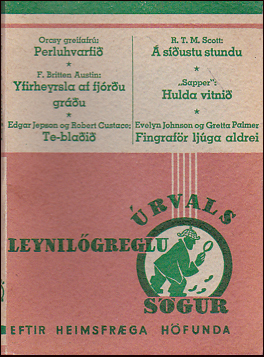 Orczy greifafrú:
Perluhvarfið
F. Britten Austin:
Yfirheyrsla af fjórðu
gráðu
Edgar Jepson og Robert Custace:
Te-blaðið
R. T. M. Scott:
Á síðustu stundu
„Sapper":
Hulda vitnið
Evelyn Johnson og Gretta Palmer
Fingraför ljúga aldrei
ÚRVALS
LEYNILÖGREGLU
SÖGUR
EFTIR HEIMSFRÆGA HÖFUNDA